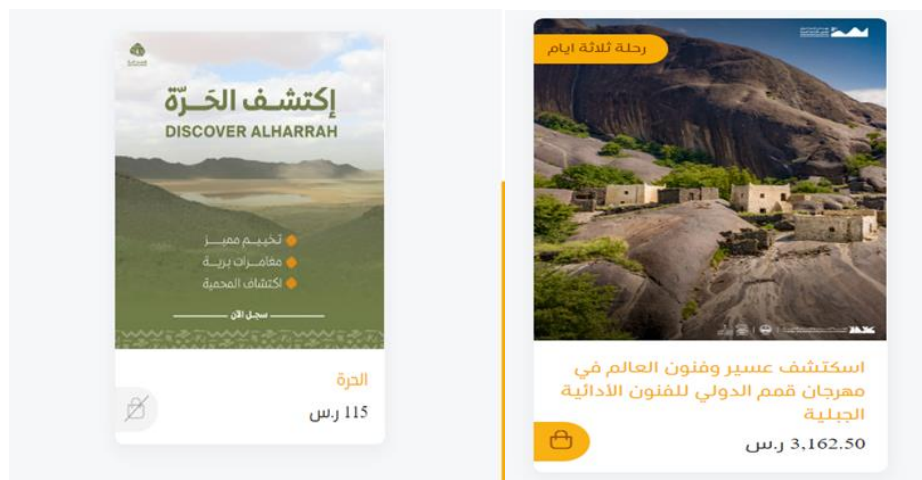 رحلة ثلاثة ايام
اسكتشف عسير وفنون العالم في
مهرجان قمم الدولي للفنون الأدائية
الجبلية
3,162.50 ر.س
إكتشف الحَرّة
DISCOVER ALHARRAH
تخييم مميز
مغامرات برية
اكتشاف المحمية
سجل الآن
الحرة
115 ر.س